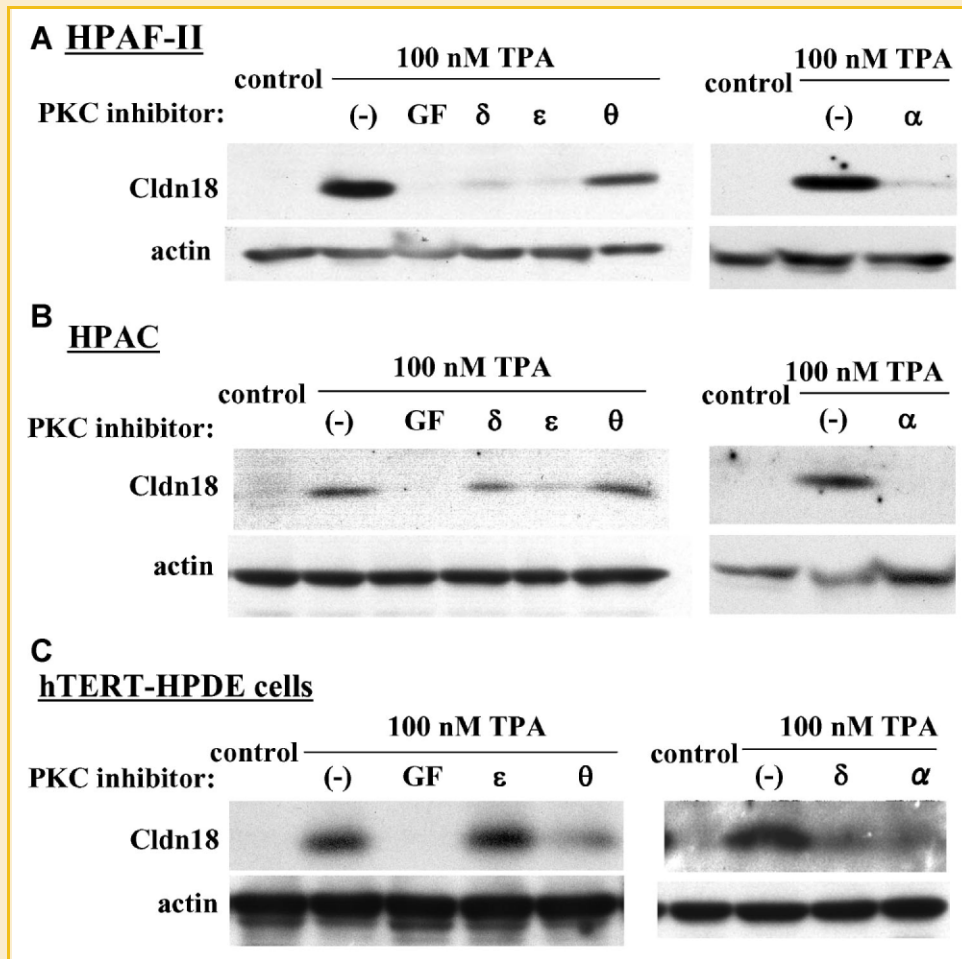 A HPAF-II
control 100 nM TPA
PKC inhibitor: (-) GF δ ε θ
Cldn18
actin
control 100 nM TPA
(-) α
B HPAC
control 100 nM TPA
PKC inhibitor: (-) GF δ ε θ
Cldn18
actin
control 100 nM TPA
(-) α
C
hTERT-HPDE cells
control 100 nM TPA
PKC inhibitor: (-) GF ε θ
Cldn18
actin
control 100 nM TPA
(-) δ α